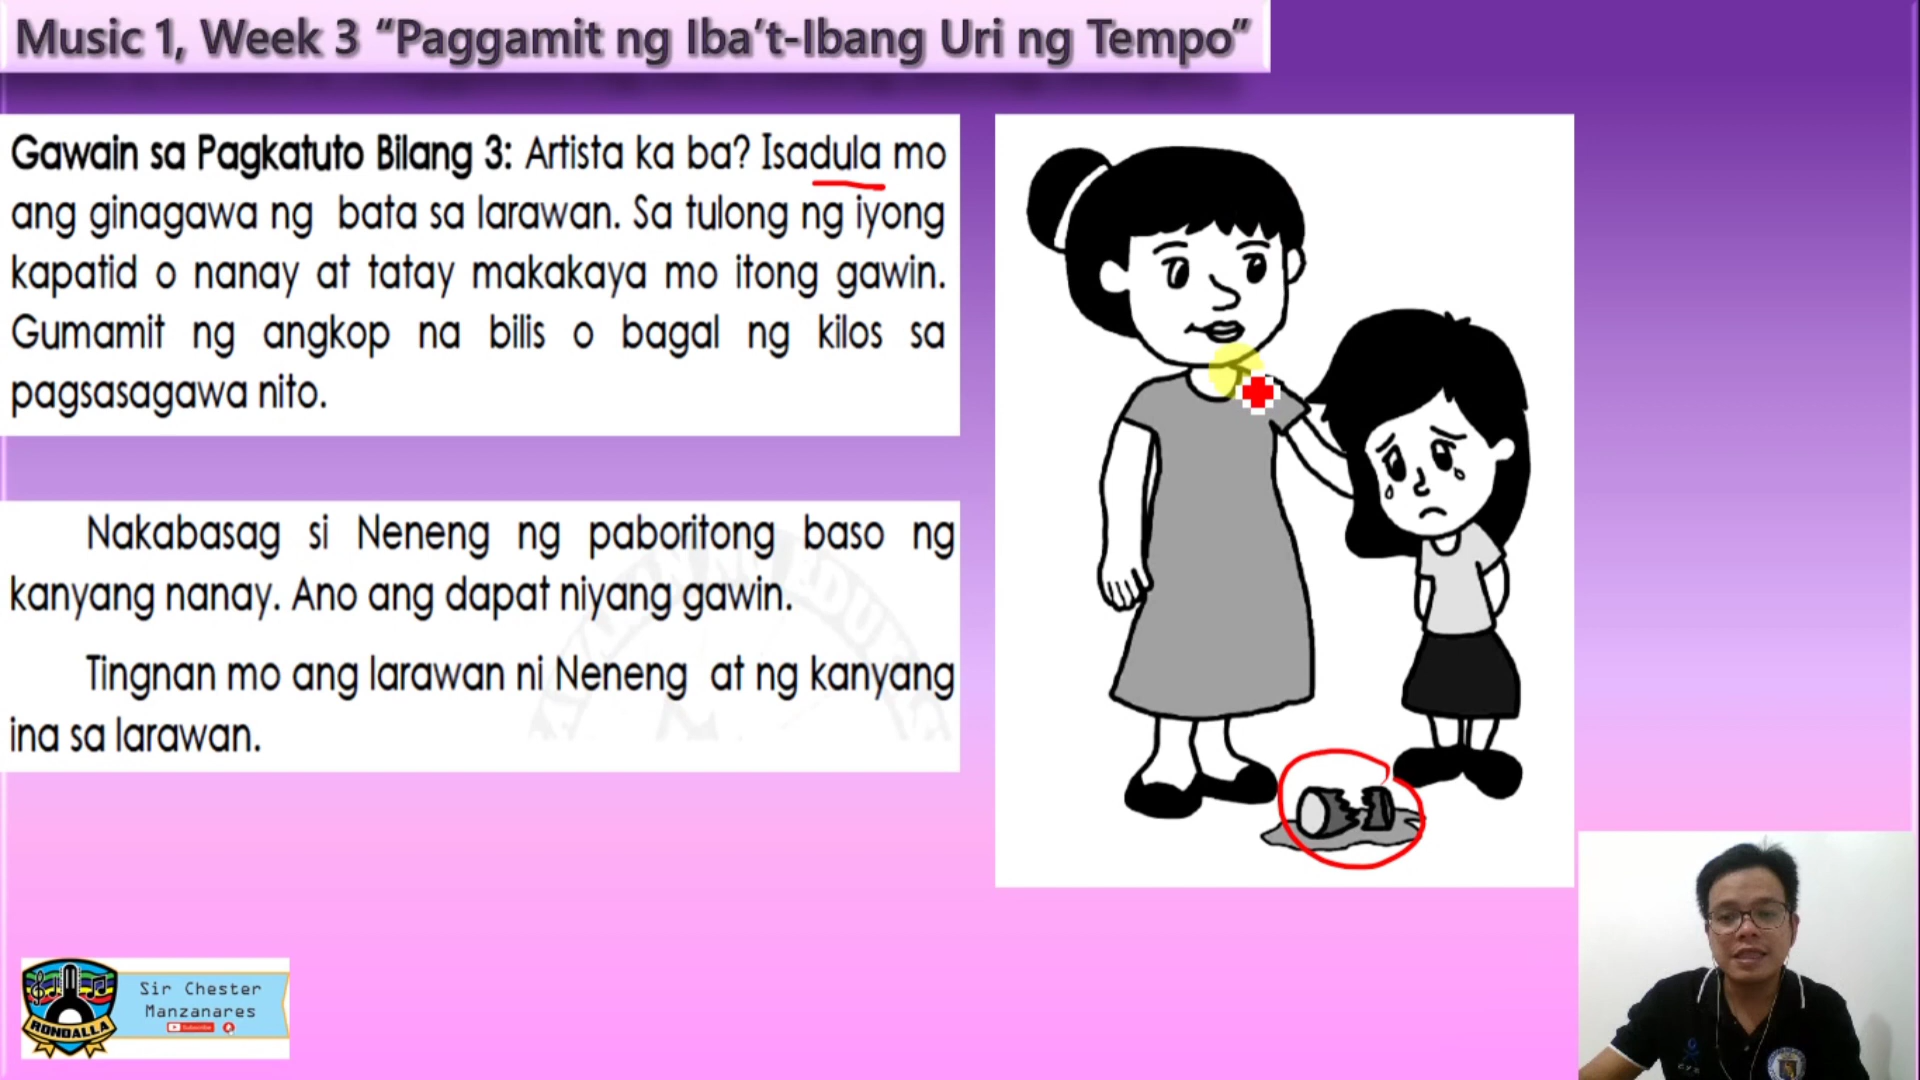 Music 1, Week 3 “Paggamit ng Iba’t-Ibang Uri ng Tempo”
Gawain sa Pagkatuto Bilang 3: Artista ka ba? Isadula mo
ang ginagawa ng bata sa larawan. Sa tulong ng iyong
kapatid o nanay at tatay makakaya mo itong gawin.
Gumamit ng angkop na bilis o bagal ng kilos sa
pagsasagawa nito.
Nakabasag si Neneng ng paboritong baso ng
kanyang nanay. Ano ang dapat niyang gawin.
Tingnan mo ang larawan ni Neneng at ng kanyang
ina sa larawan.
RONDALLA
Sir Chester
Manzanares
Subscribe